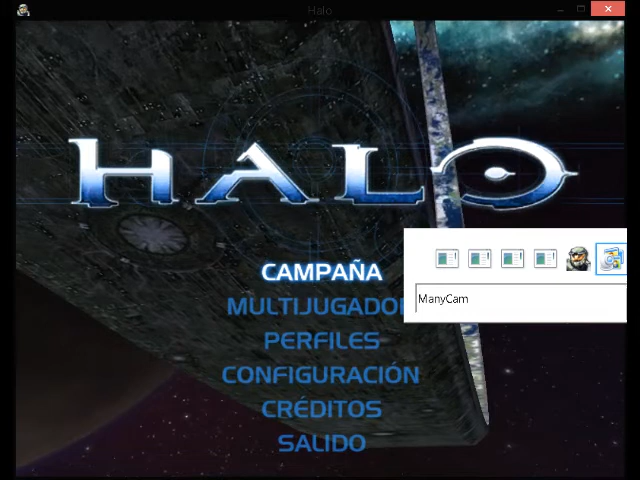 Halo
HALO
CAMPAÑA
MULTIJUGADO
PERFILES
CONFIGURACIÓN
CRÉDITOS
SALIDO
ManyCam